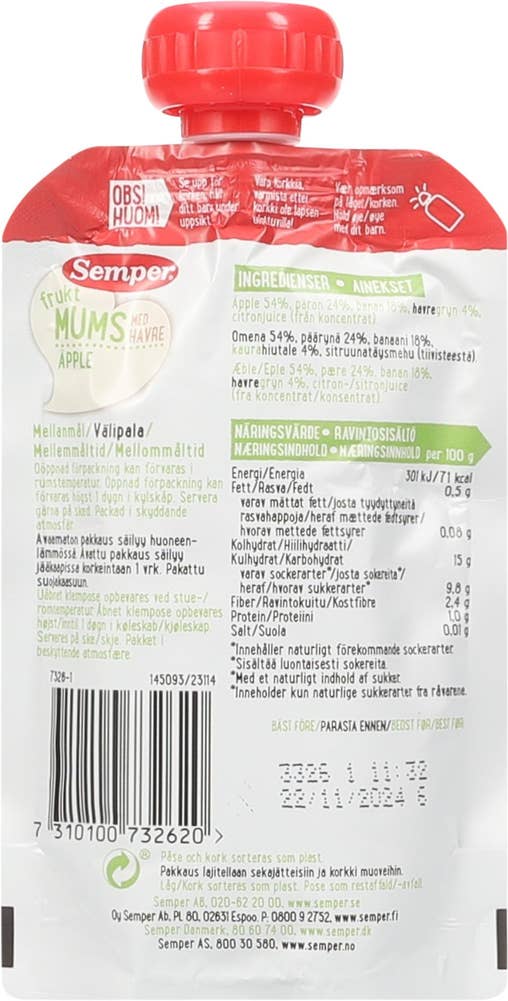 OBS!
HUOM!
Se upp för
korken, håll
ditt barn under
uppsikt.
Varo korkkia,
varmista ettei
korkki ole lapsen
ulottuvilla!
Vær opmærksom
på låget/korken.
Hold øje/øye
med dit barn.
Semper
frukt
MUMS
MED
HAVRE
ÄPPLE
INGREDIENSER • AINEKSET
Äpple 54%, päron 24%, banan 18%, havregryn 4%,
citronjuice (från koncentrat)
Omena 54%, päärynä 24%, banaani 18%,
kaurahiutale 4%, sitruunatäysmehu (tiivisteestä)
Æble/Eple 54%, pære 24%, banan 18%,
havregryn 4%, citron-/sitronjuice
(fra koncentrat/konsentrat).
Mellanmål/Välipala/
Mellemmåltid/Mellommåltid
Oöppnad förpackning kan förvaras i
rumstemperatur. Öppnad förpackning kan
förvaras högst 1 dygn i kylskåp. Servera
gärna på sked. Packad i skyddande
atmosfär.
Avaamaton pakkaus säilyy huoneen-
lämmössä. Avattu pakkaus säilyy
jääkaapissa korkeintaan 1 vrk. Pakattu
suojakaasuun.
Uåbnet klempose opbevares ved stue-/
romtemperatur. Åbnet klempose opbevares
højst/inntil 1 døgn i køleskab/kjøleskap.
Serveres på ske/skje. Pakket i
beskyttende atmosfære.
NÄRINGSVÄRDE • RAVINTOSISÄLTÖ
NÆRINGSINDHOLD • NÆRINGSINNHOLD per 100 g
Energi/Energia 301 kJ/71 kcal
Fett/Rasva/Fedt 0,5 g
varav mättat fett/josta tyydyttyneitä
rasvahappoja/heraf mættede fedtsyrer/
hvorav mettede fettsyrer 0,08 g
Kolhydrat/Hiilihydraatti/
Kulhydrat/Karbohydrat 15 g
varav sockerarter*/josta sokereita*/
heraf/hvorav sukkerarter* 9,8 g
Fiber/Ravintokuitu/Kostfibre 2,4 g
Protein/Proteiini 1,0 g
Salt/Suola 0,01 g
*Innehåller naturligt förekommande sockerarter.
*Sisältää luontaisesti sokereita.
*Med et naturligt indhold af sukker.
*Inneholder kun naturlige sukkerarter fra råvarene.
7328-1 145093/23114
BÄST FÖRE/PARASTA ENNEN/BEDST FØR/BEST FØR:
3326 1 11:32
22/11/2024 6
7 310100 732620 >
Påse och kork sorteras som plast.
Pakkaus lajitellaan sekajätteisiin ja korkki muoveihin.
Låg/Kork sorteres som plast. Pose som restaffald/-avfall.
Semper AB, 020-62 20 00, www.semper.se
Oy Semper Ab, PL 80, 02631 Espoo. P: 0800 9 2752, www.semper.fi
Semper Danmark, 80 60 74 00, www.semper.dk
Semper AS, 800 30 580, www.semper.no